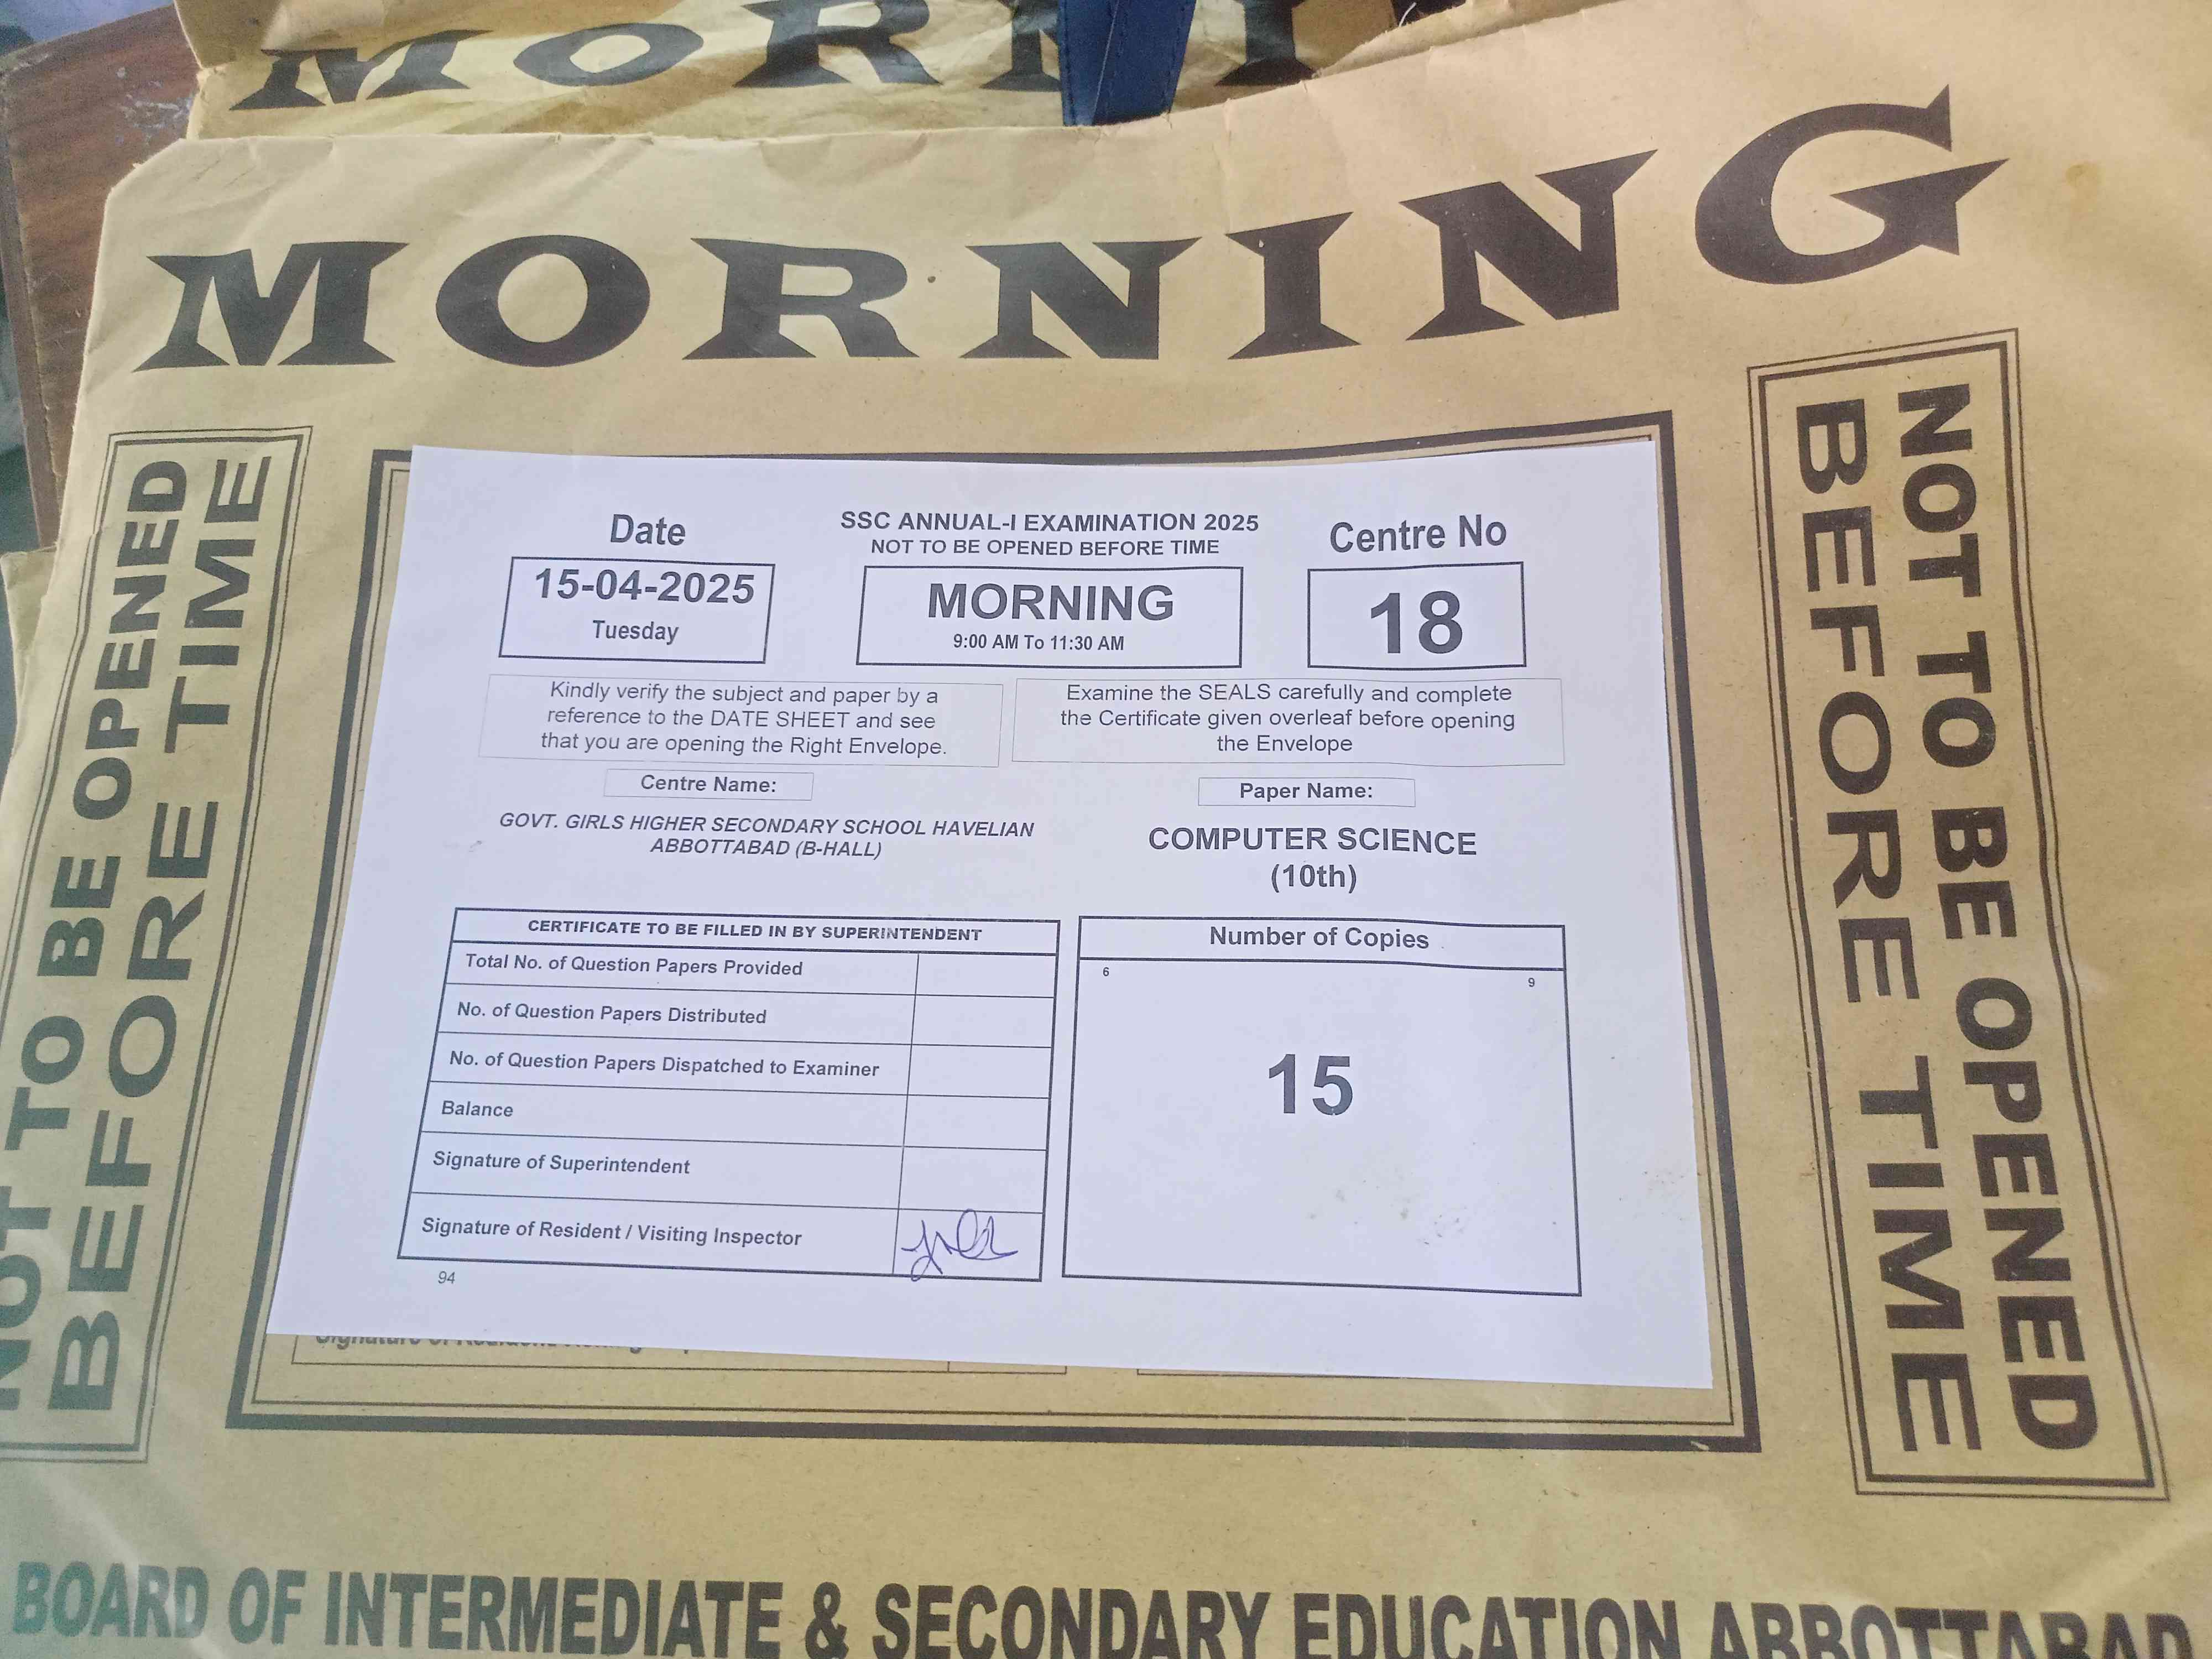 MORNI
MORNING
NOT TO BE OPENED
BEFORE TIME
NOT TO BE OPENED
BEFORE TIME
Date
15-04-2025
Tuesday
SSC ANNUAL-I EXAMINATION 2025
NOT TO BE OPENED BEFORE TIME
MORNING
9:00 AM To 11:30 AM
Centre No
18
Kindly verify the subject and paper by a
reference to the DATE SHEET and see
that you are opening the Right Envelope.
Examine the SEALS carefully and complete
the Certificate given overleaf before opening
the Envelope
Centre Name:
GOVT. GIRLS HIGHER SECONDARY SCHOOL HAVELIAN
ABBOTTABAD (B-HALL)
Paper Name:
COMPUTER SCIENCE
(10th)
CERTIFICATE TO BE FILLED IN BY SUPERINTENDENT
Total No. of Question Papers Provided
No. of Question Papers Distributed
No. of Question Papers Dispatched to Examiner
Balance
Signature of Superintendent
Signature of Resident / Visiting Inspector
94
Number of Copies
6
9
15
BOARD OF INTERMEDIATE & SECONDARY EDUCATION ABBOTTABAD